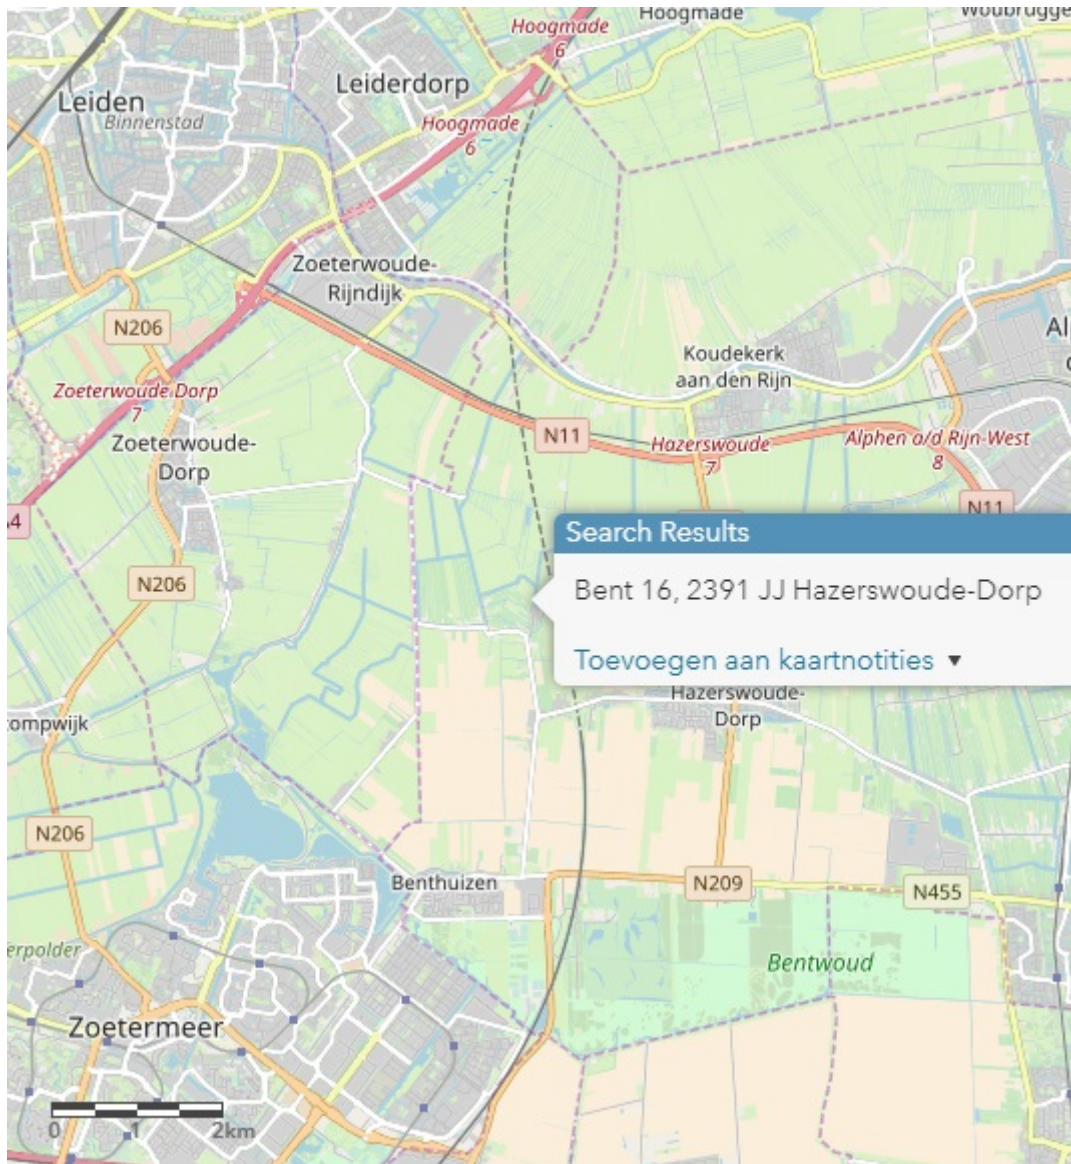 Hoogmade
6
Hoogmade
Woubrugge
Leiderdorp
Leiden
Binnenstad
Hoogmade
6
Zoeterwoude-
Rijndijk
N206
Koudekerk
aan den Rijn
Zoeterwoude Dorp
7
N11
Hazerswoude
7
Alphen a/d Rijn-West
8
Zoeterwoude-
Dorp
N11
Search Results
N206
Bent 16, 2391 JJ Hazerswoude-Dorp
Toevoegen aan kaartnotities
Hazerswoude-
Dorp
ompwijk
N206
Benthuizen
N209
N455
erpolder
Bentwoud
Zoetermeer
0 1 2km